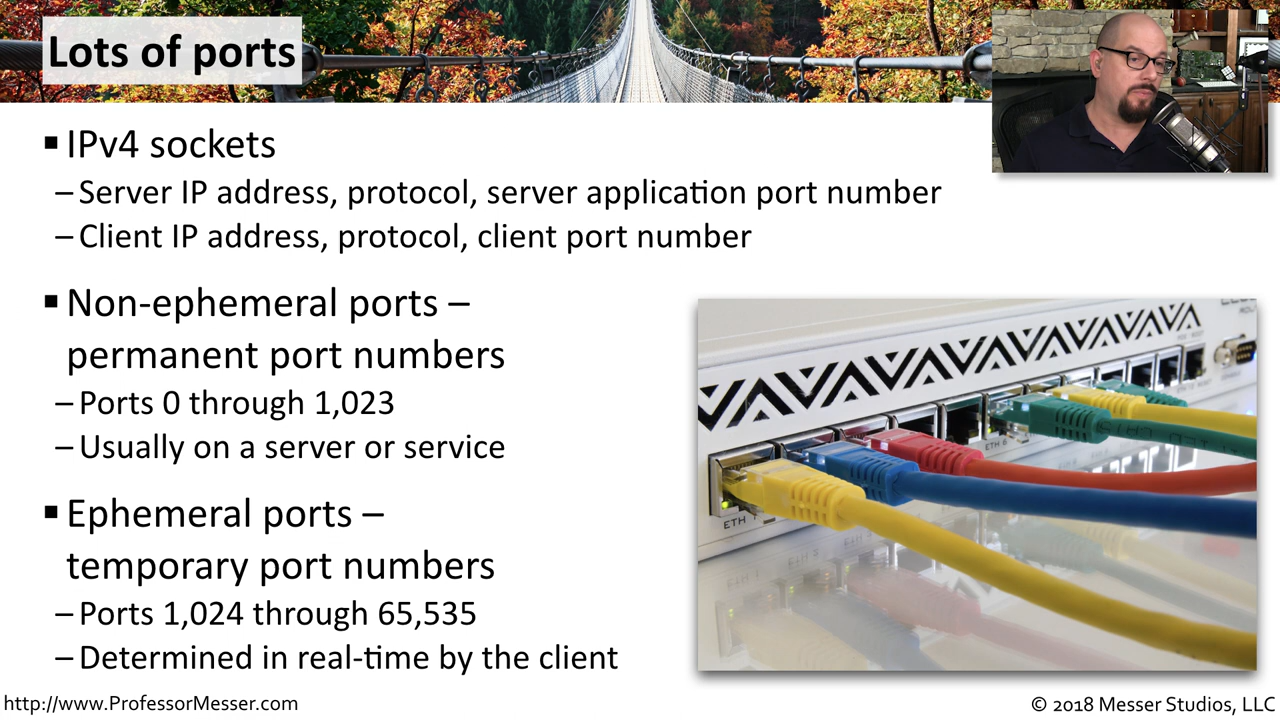 Lots of ports
▪ IPv4 sockets
– Server IP address, protocol, server application port number
– Client IP address, protocol, client port number
▪ Non-ephemeral ports –
permanent port numbers
– Ports 0 through 1,023
– Usually on a server or service
▪ Ephemeral ports –
temporary port numbers
– Ports 1,024 through 65,535
– Determined in real-time by the client
ETH
ETH 6
http://www.ProfessorMesser.com
© 2018 Messer Studios, LLC